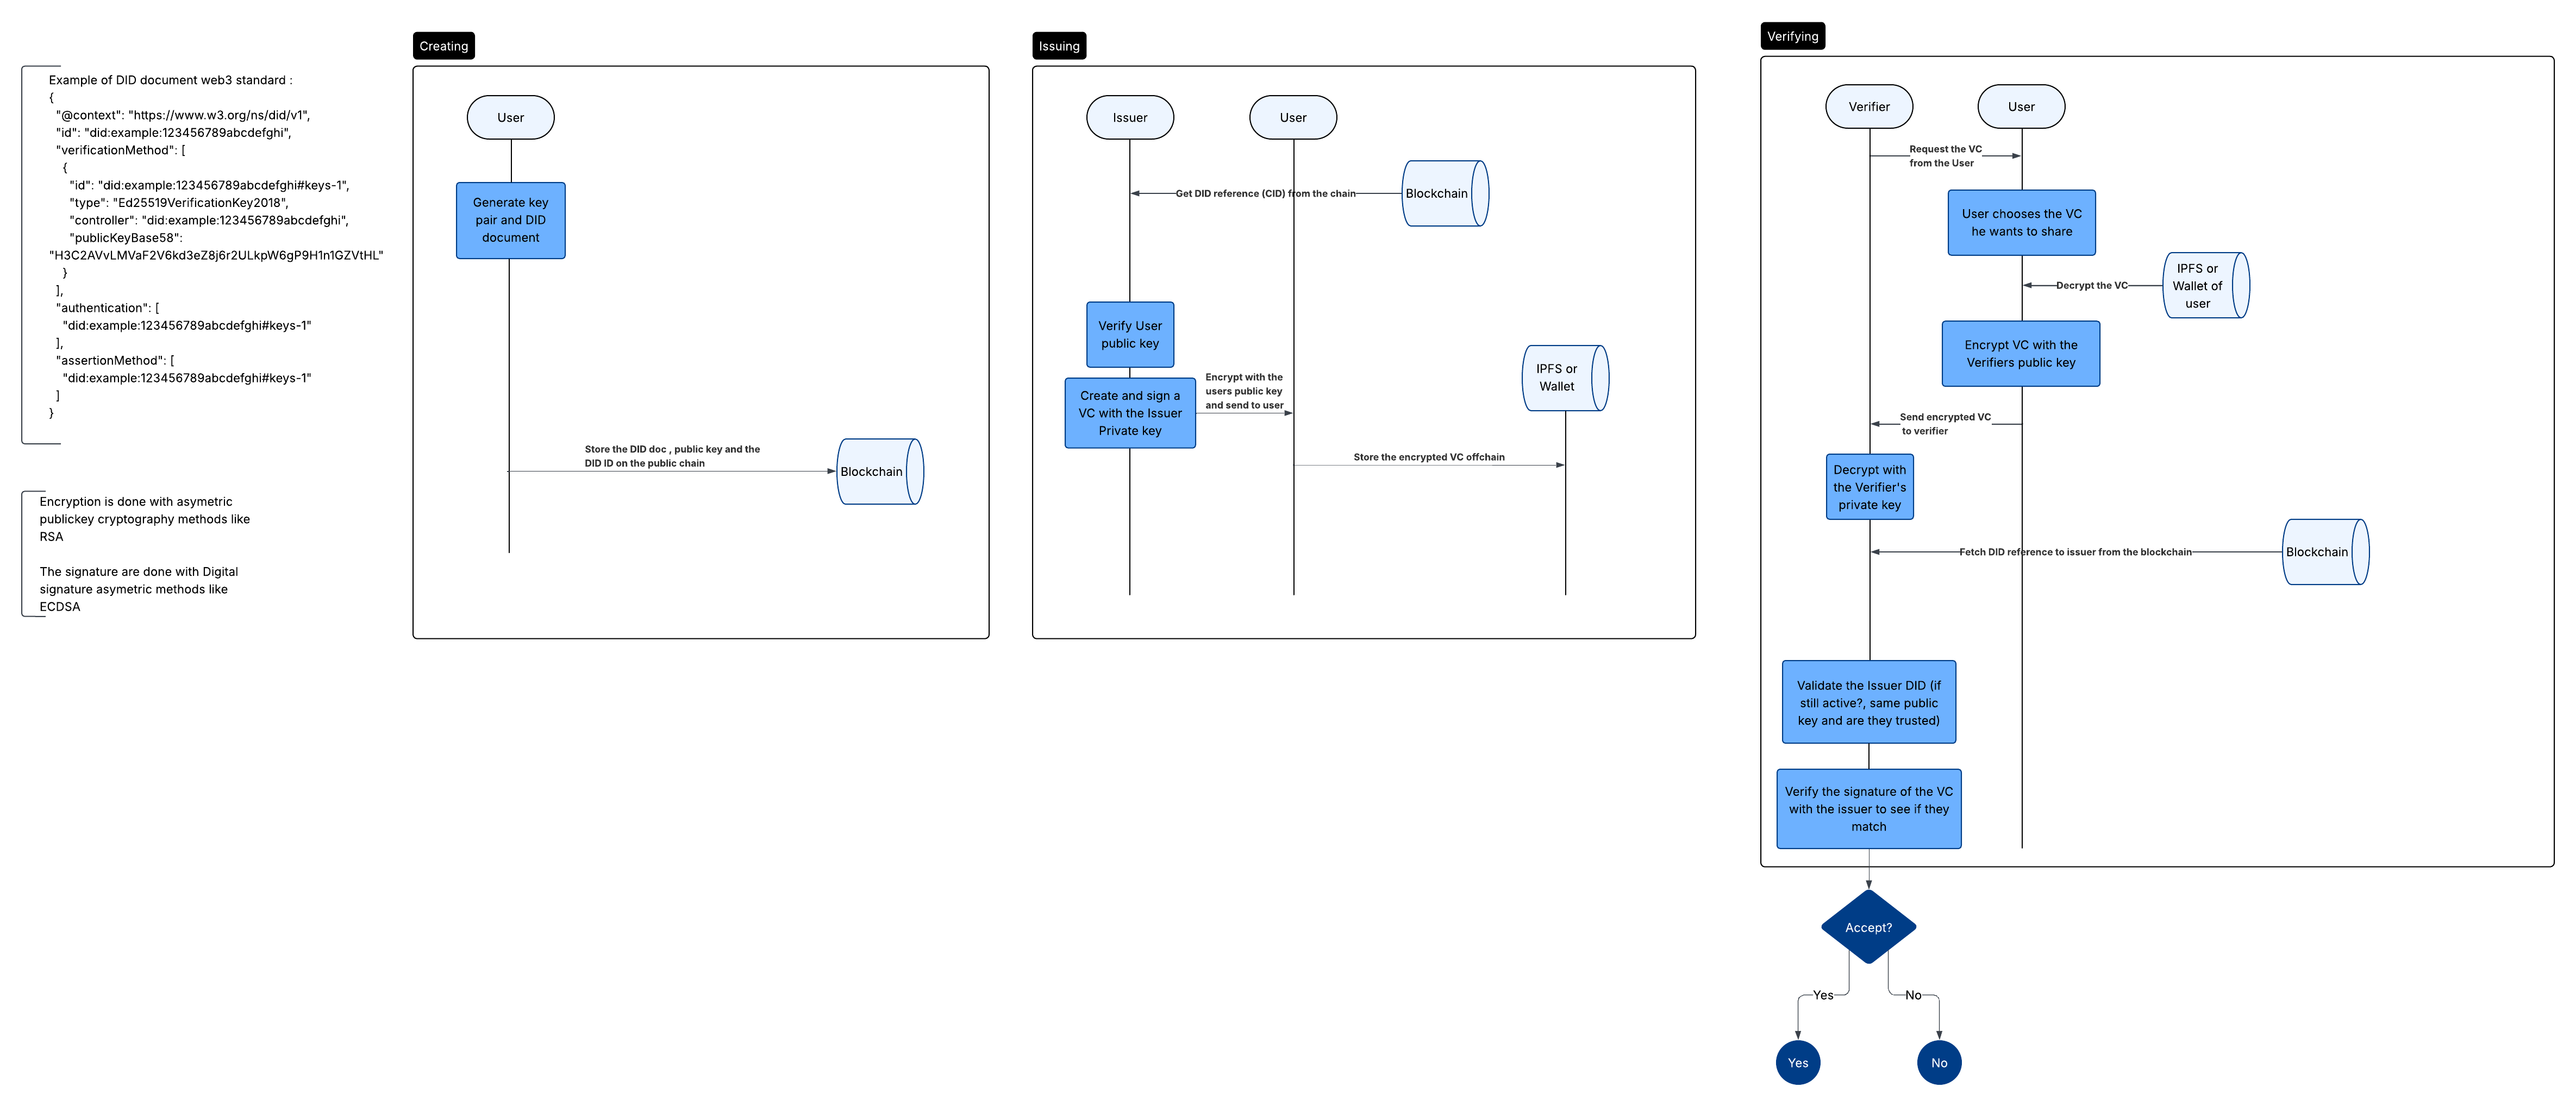 Example of DID document web3 standard :
{
"@context": "https://www.w3.org/ns/did/v1",
"id": "did:example:123456789abcdefghi",
"verificationMethod": [
{
"id": "did:example:123456789abcdefghi#keys-1",
"type": "Ed25519VerificationKey2018",
"controller": "did:example:123456789abcdefghi",
"publicKeyBase58":
"H3C2AVvLMVaF2V6kd3eZ8j6r2ULkpW6gP9H1n1GZVtHL"
}
],
"authentication": [
"did:example:123456789abcdefghi#keys-1"
],
"assertionMethod": [
"did:example:123456789abcdefghi#keys-1"
]
}
Encryption is done with asymetric
publickey cryptography methods like
RSA
The signature are done with Digital
signature asymetric methods like
ECDSA
Creating
User
Generate key
pair and DID
document
Store the DID doc , public key and the
DID ID on the public chain
Blockchain
Issuing
Issuer
User
Get DID reference (CID) from the chain
Blockchain
Verify User
public key
Create and sign a
VC with the Issuer
Private key
Encrypt with the
users public key
and send to user
IPFS or
Wallet
Store the encrypted VC offchain
Verifying
Verifier
User
Request the VC
from the User
User chooses the VC
he wants to share
Decrypt the VC
IPFS or
Wallet of
user
Encrypt VC with the
Verifiers public key
Send encrypted VC
to verifier
Decrypt with
the Verifier's
private key
Fetch DID reference to issuer from the blockchain
Blockchain
Validate the Issuer DID (if
still active?, same public
key and are they trusted)
Verify the signature of the VC
with the issuer to see if they
match
Accept?
Yes
No
Yes
No